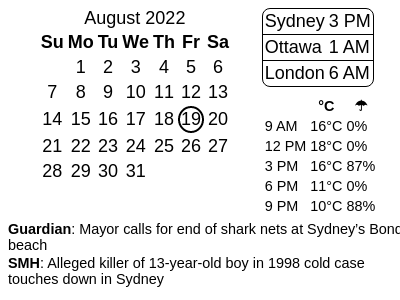 August 2022
Su Mo Tu We Th Fr Sa
1 2 3 4 5 6
7 8 9 10 11 12 13
14 15 16 17 18 19 20
21 22 23 24 25 26 27
28 29 30 31
Sydney 3 PM
Ottawa 1 AM
London 6 AM
°C ☂
9 AM 16°C 0%
12 PM 18°C 0%
3 PM 16°C 87%
6 PM 11°C 0%
9 PM 10°C 88%
Guardian: Mayor calls for end of shark nets at Sydney’s Bond
beach
SMH: Alleged killer of 13-year-old boy in 1998 cold case
touches down in Sydney